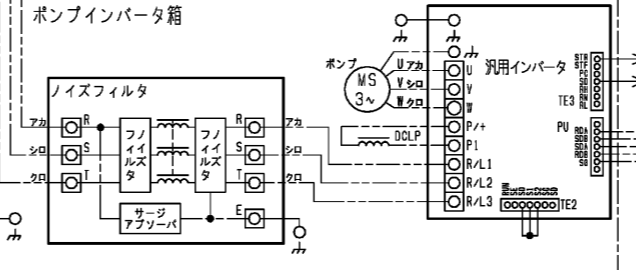 ポンプインバータ箱
ノイズフィルタ
アカ R
シロ S
クロ T
ノイズフィルタ
ノイズフィルタ
サージ
アブソーバ
R アカ
S シロ
T クロ
E
ポンプ
MS
3~
U アカ
V シロ
W クロ
DCLP
汎用インバータ
U
V
W
P/+
P1
R/L1
R/L2
R/L3
STR
STF
PC
SO
RH
RM
RL
TE3
PU
RDA
SDB
SDA
RDB
SG
TE2